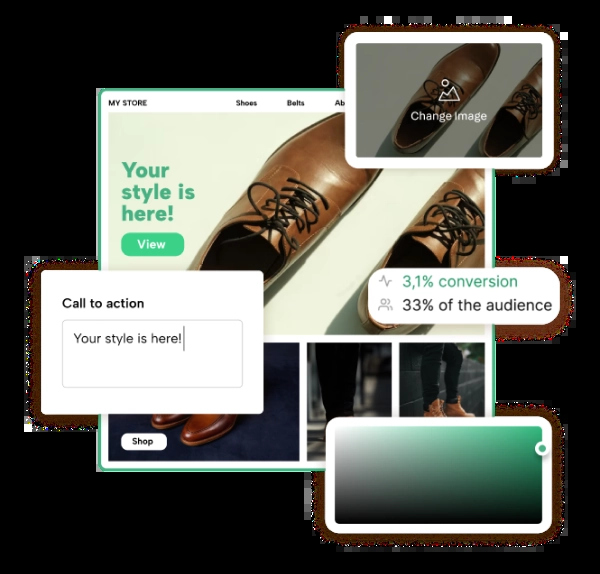 Change Image
MY STORE
Shoes
Belts
Ab
Your
style is
here!
View
3,1% conversion
33% of the audience
Call to action
Your style is here!
Shop